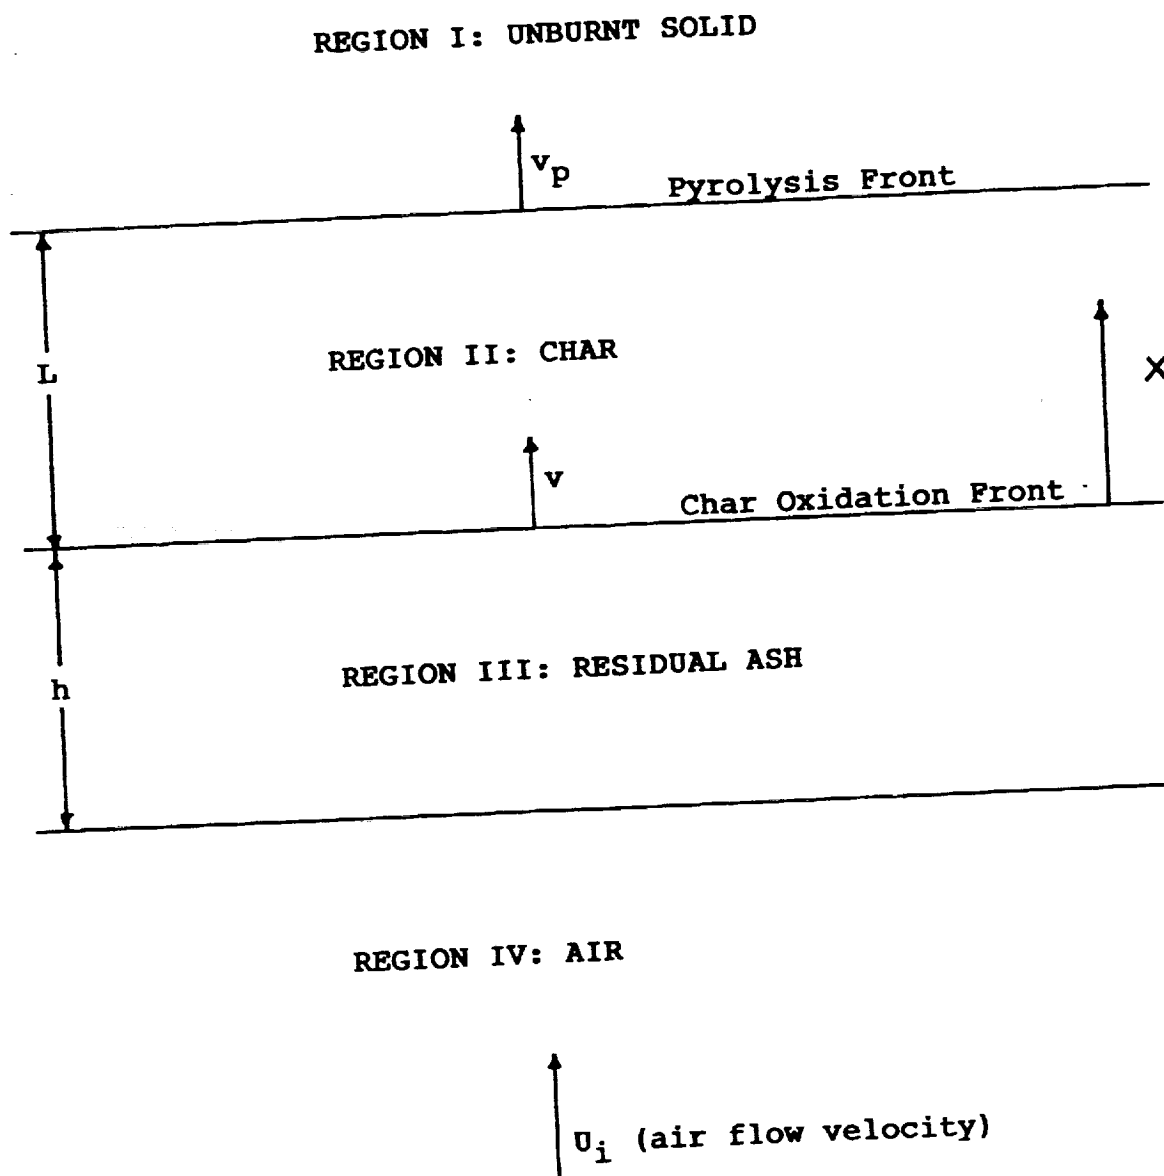 REGION I: UNBURNT SOLID
v_p
Pyrolysis Front
L
REGION II: CHAR
X
v
Char Oxidation Front
h
REGION III: RESIDUAL ASH
REGION IV: AIR
U_i (air flow velocity)